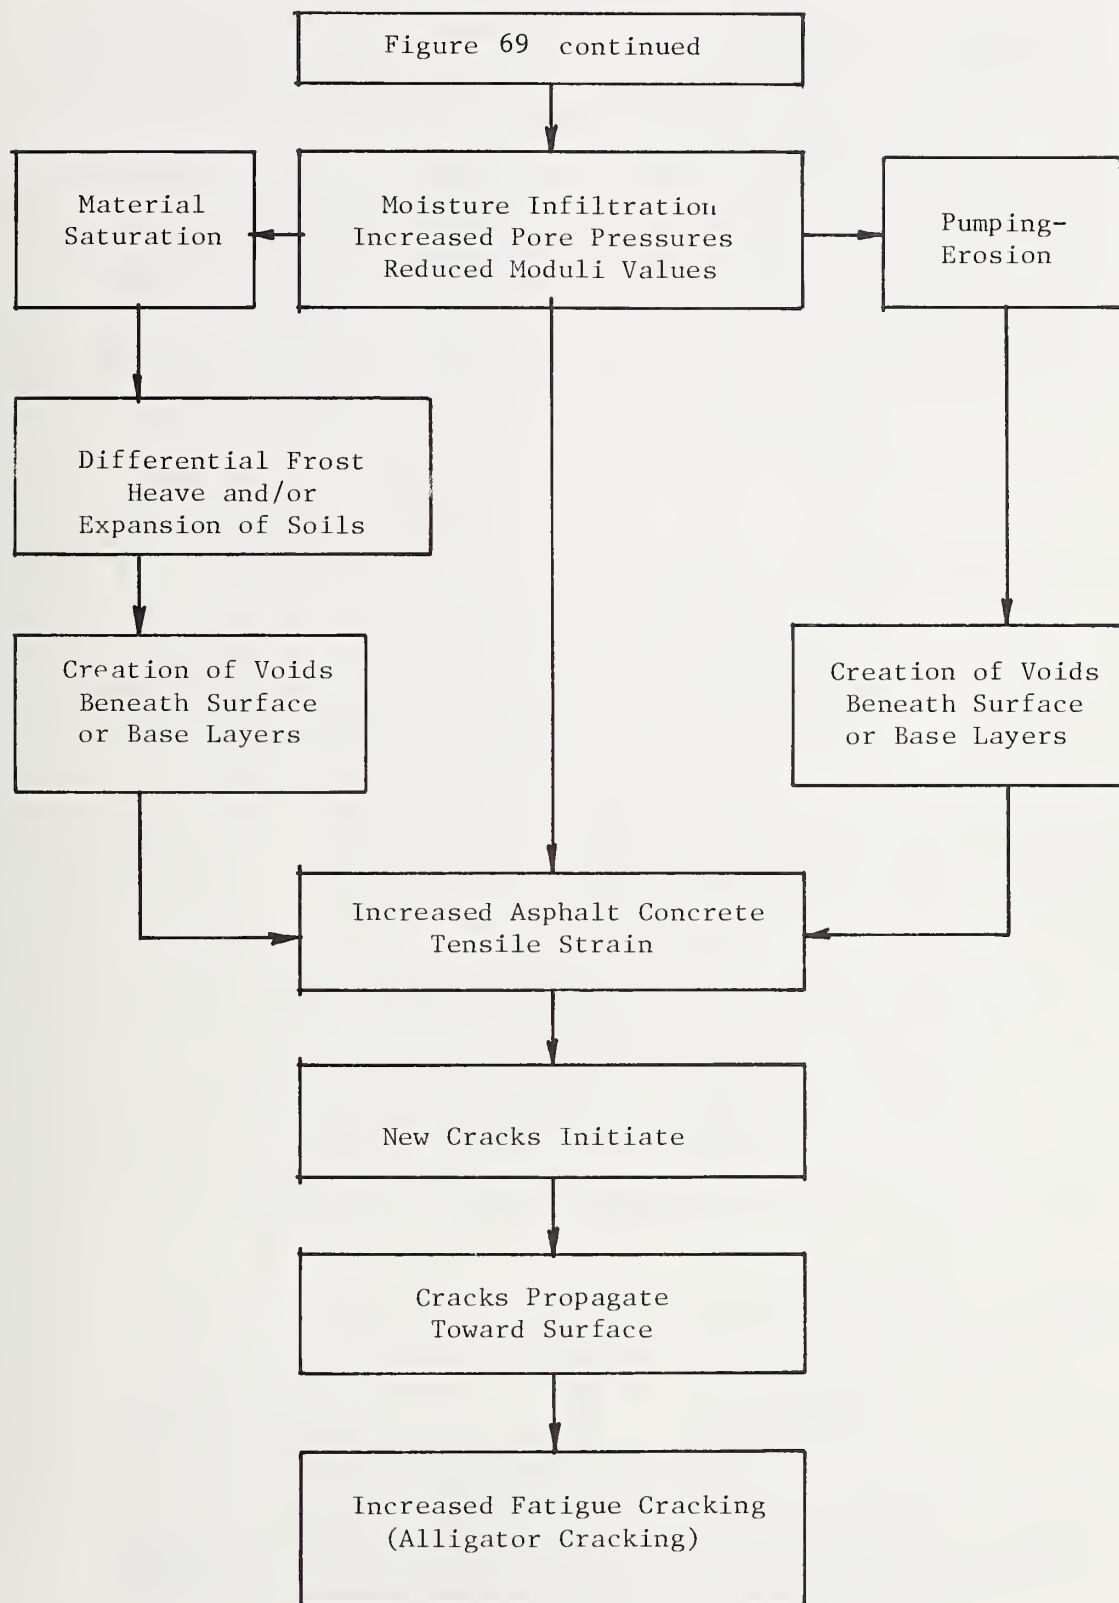 Figure 69 continued
Material
Saturation
Moisture Infiltration
Increased Pore Pressures
Reduced Moduli Values
Pumping-
Erosion
Differential Frost
Heave and/or
Expansion of Soils
Creation of Voids
Beneath Surface
or Base Layers
Creation of Voids
Beneath Surface
or Base Layers
Increased Asphalt Concrete
Tensile Strain
New Cracks Initiate
Cracks Propagate
Toward Surface
Increased Fatigue Cracking
(Alligator Cracking)